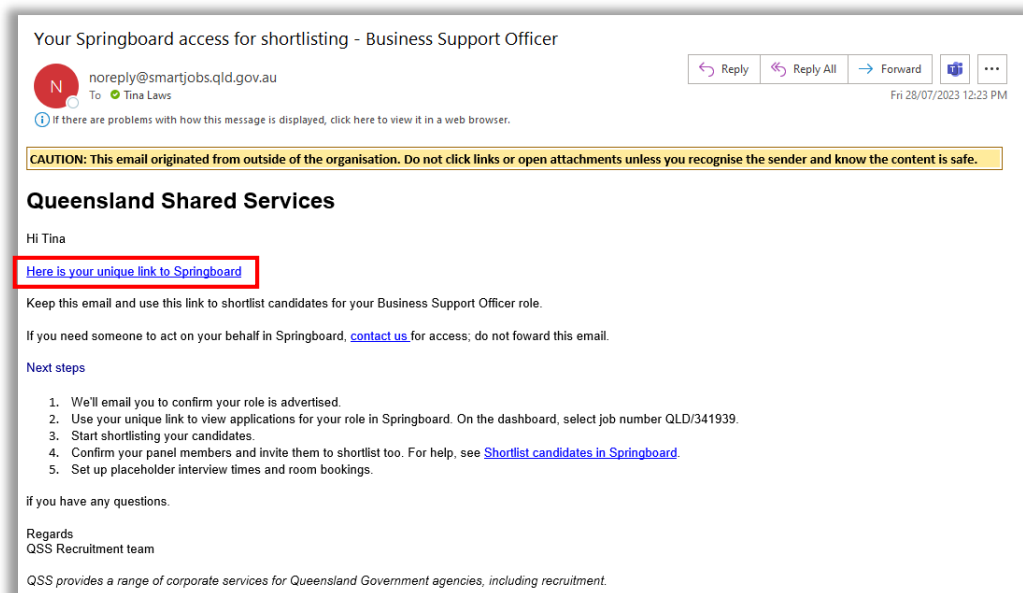 Your Springboard access for shortlisting - Business Support Officer
N
noreply@smartjobs.qld.gov.au
To Tina Laws
Reply
Reply All
Forward
Fri 28/07/2023 12:23 PM
If there are problems with how this message is displayed, click here to view it in a web browser.
CAUTION: This email originated from outside of the organisation. Do not click links or open attachments unless you recognise the sender and know the content is safe.
Queensland Shared Services
Hi Tina
Here is your unique link to Springboard
Keep this email and use this link to shortlist candidates for your Business Support Officer role.
If you need someone to act on your behalf in Springboard, contact us for access; do not foward this email.
Next steps
1. We'll email you to confirm your role is advertised.
2. Use your unique link to view applications for your role in Springboard. On the dashboard, select job number QLD/341939.
3. Start shortlisting your candidates.
4. Confirm your panel members and invite them to shortlist too. For help, see Shortlist candidates in Springboard.
5. Set up placeholder interview times and room bookings.
if you have any questions.
Regards
QSS Recruitment team
QSS provides a range of corporate services for Queensland Government agencies, including recruitment.